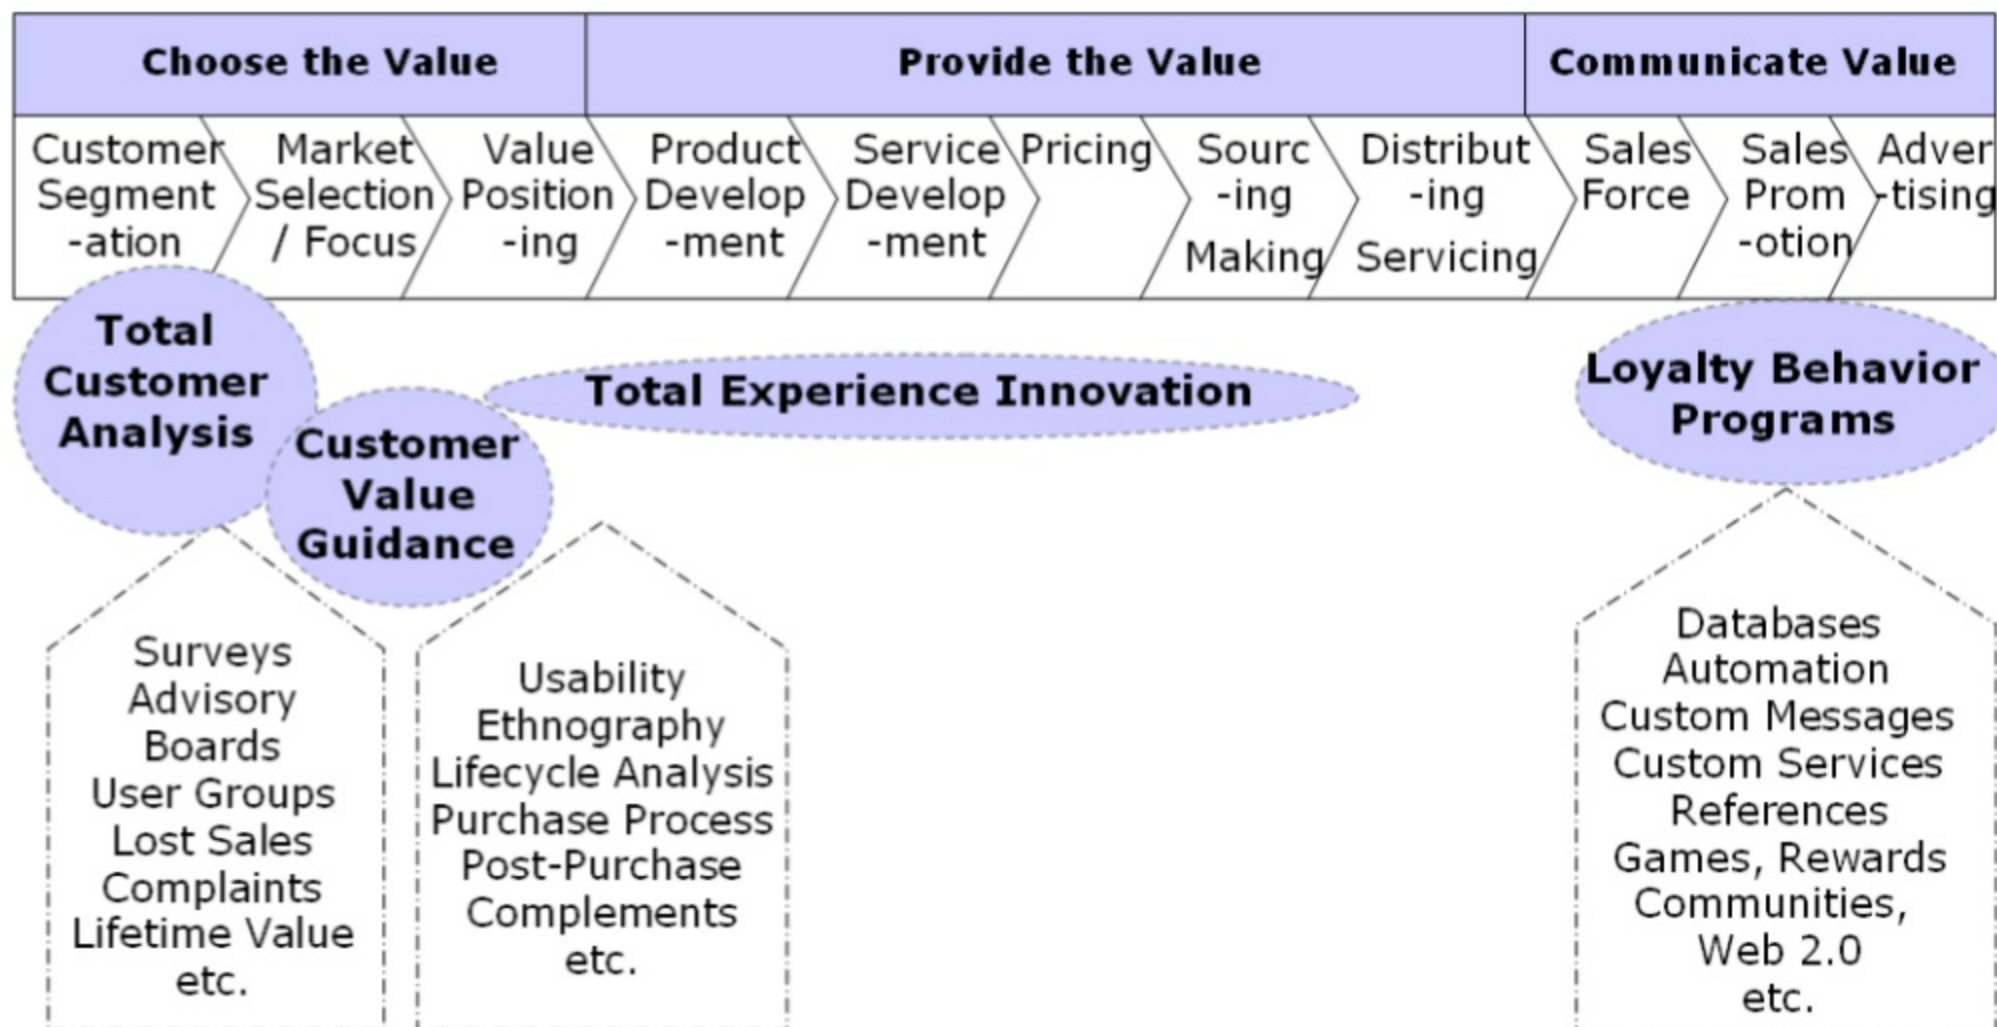 Choose the Value
Provide the Value
Communicate Value
Customer
Segment
-ation
Market
Selection
/ Focus
Value
Position
-ing
Product
Develop
-ment
Service
Develop
-ment
Pricing
Sourc
-ing
Making
Distribut
-ing
Servicing
Sales
Force
Sales
Prom
-otion
Adver
-tising
Total
Customer
Analysis
Customer
Value
Guidance
Total Experience Innovation
Loyalty Behavior
Programs
Surveys
Advisory
Boards
User Groups
Lost Sales
Complaints
Lifetime Value
etc.
Usability
Ethnography
Lifecycle Analysis
Purchase Process
Post-Purchase
Complements
etc.
Databases
Automation
Custom Messages
Custom Services
References
Games, Rewards
Communities,
Web 2.0
etc.